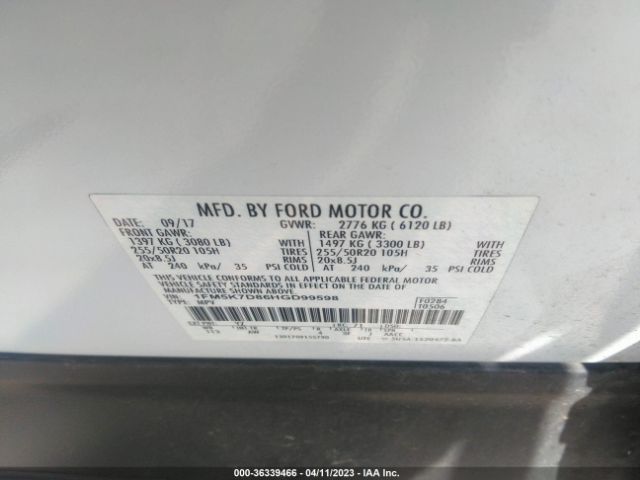 MFD. BY FORD MOTOR CO.
DATE: 09/17 GVWR: 2776 KG ( 6120 LB)
FRONT GAWR: REAR GAWR:
1397 KG ( 3080 LB) WITH 1497 KG ( 3300 LB) WITH
255/50R20 105H TIRES 255/50R20 105H TIRES
20x8.5J RIMS 20x8.5J RIMS
AT 240 kPa/ 35 PSI COLD AT 240 kPa/ 35 PSI COLD
THIS VEHICLE CONFORMS TO ALL APPLICABLE FEDERAL MOTOR
VEHICLE SAFETY STANDARDS IN EFFECT ON THE DATE OF
MANUFACTURE SHOWN ABOVE.
VIN: 1FM5K7D86HGD99598 F0284
TYPE: MPV T0506
000-36339466 - 04/11/2023 - IAA Inc.